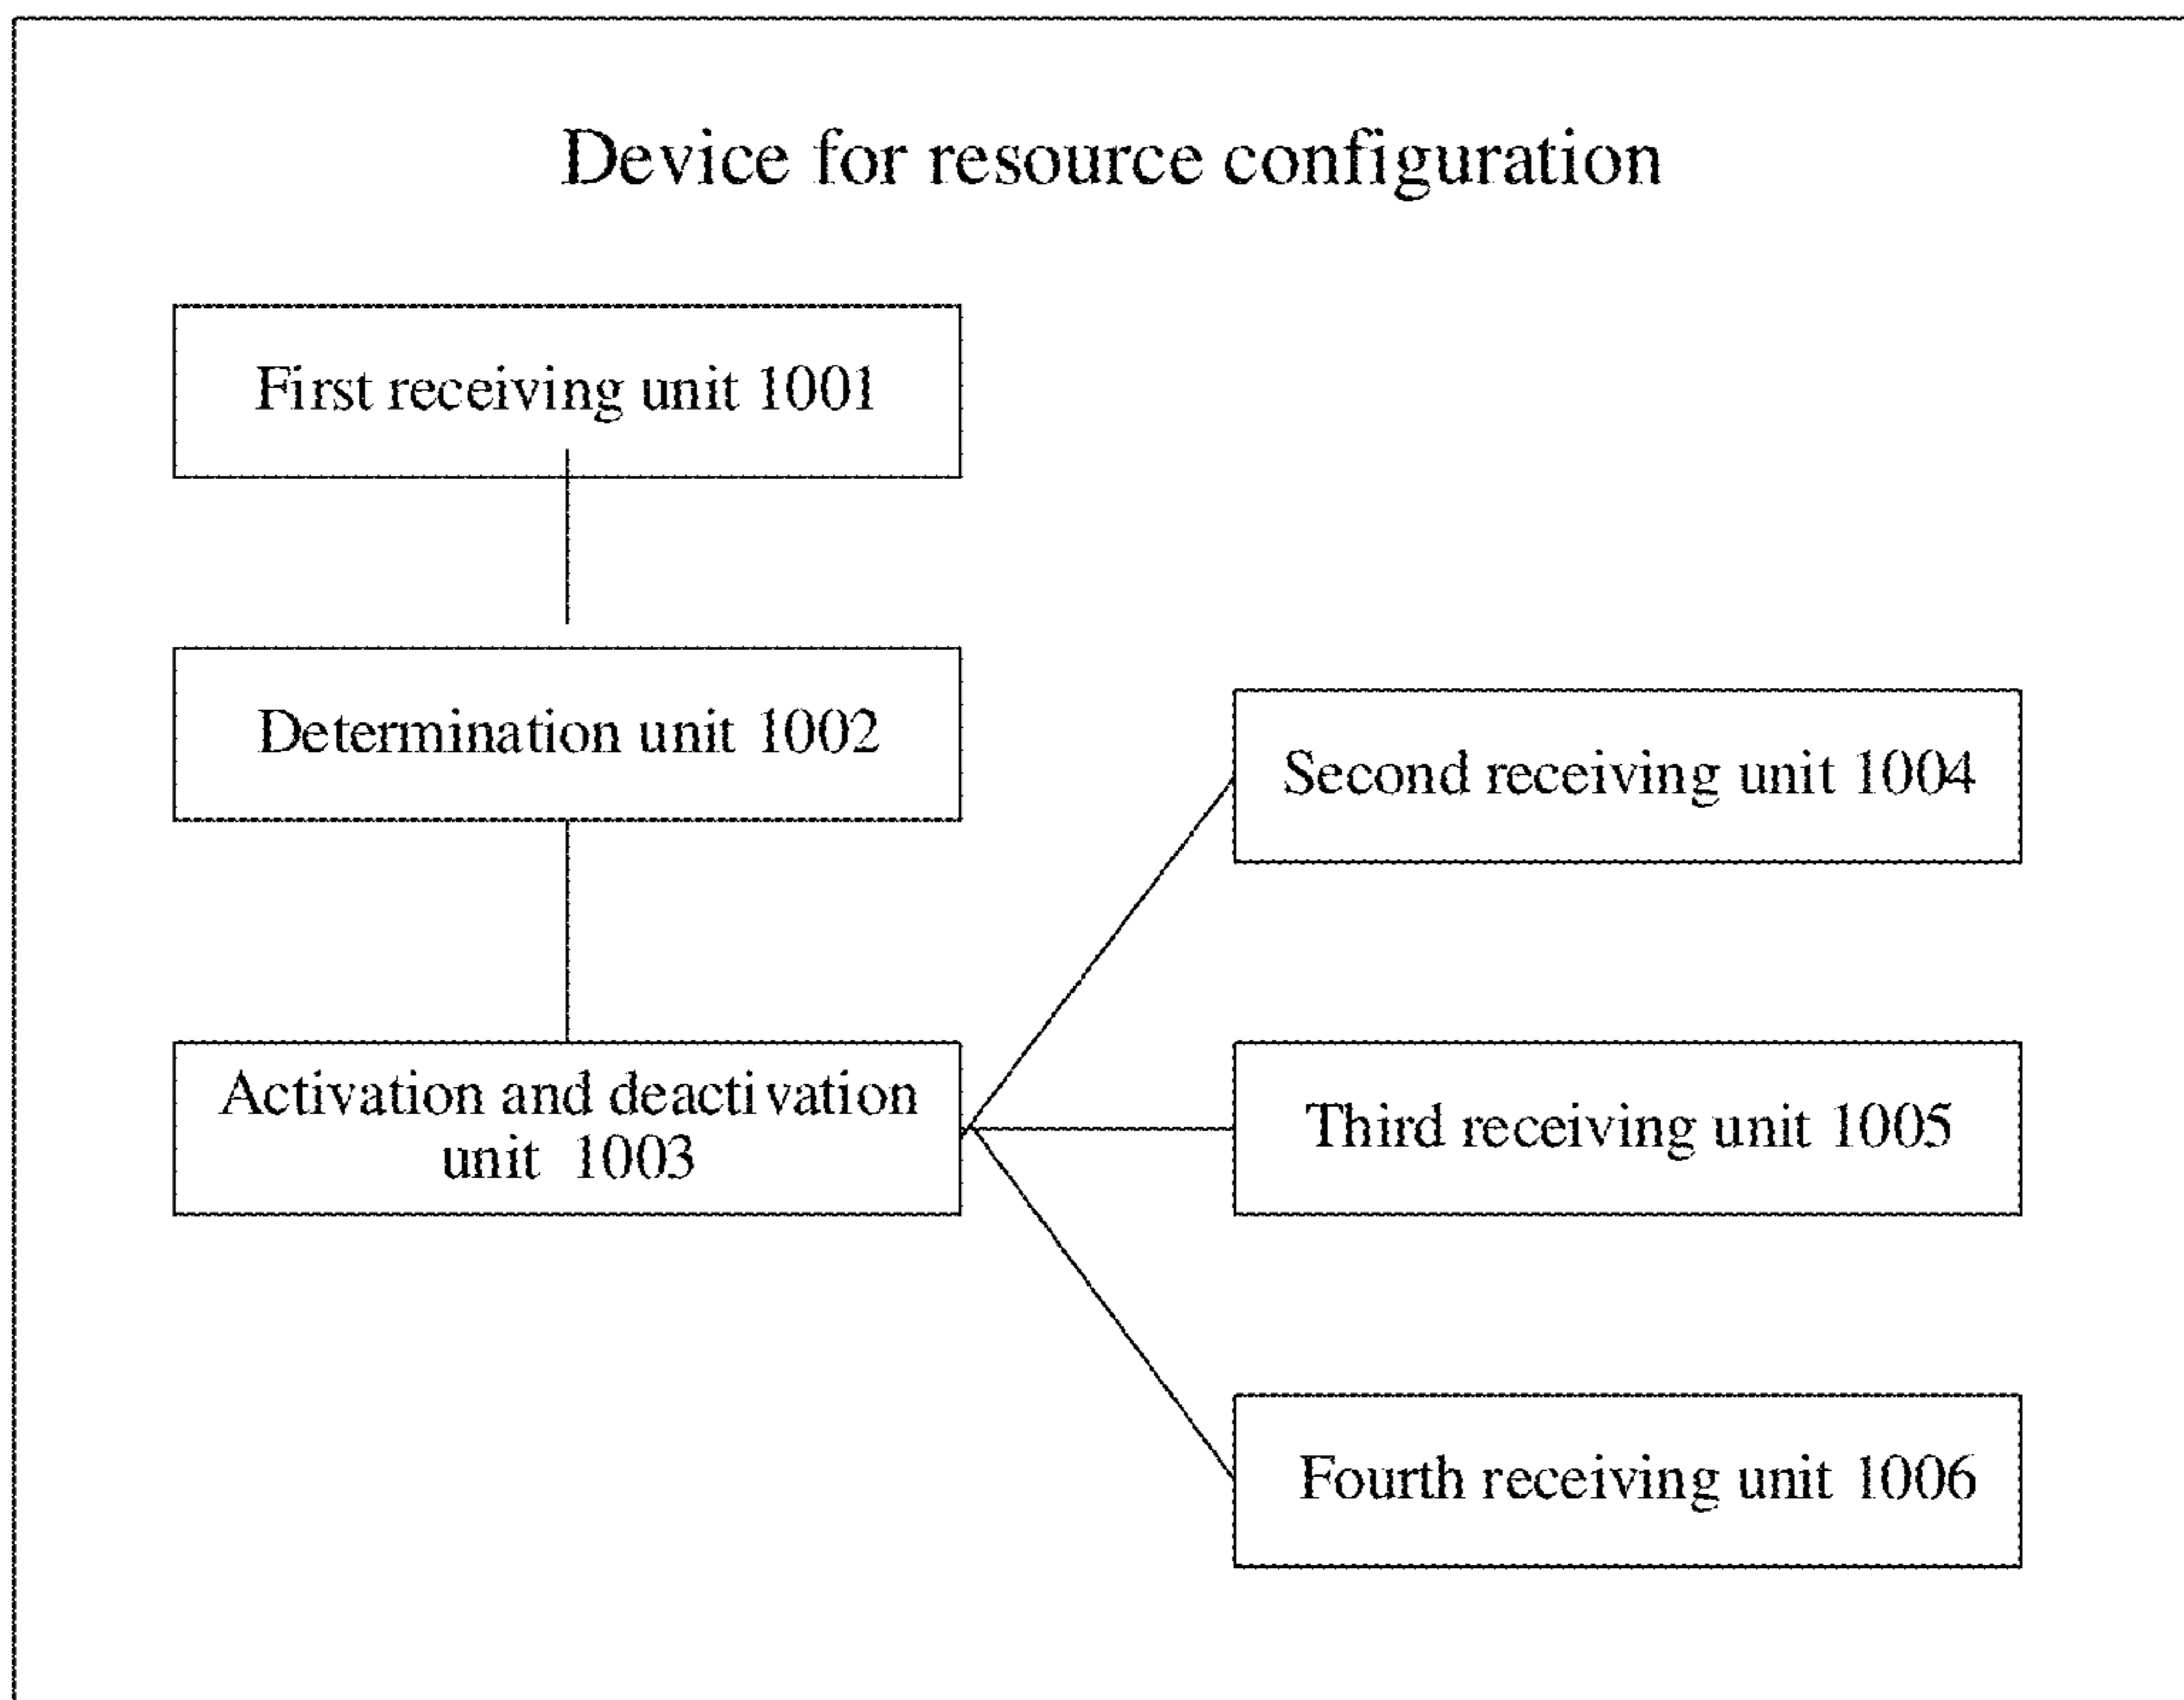 Device for resource configuration
First receiving unit 1001
Determination unit 1002
Second receiving unit 1004
Activation and deactivation
unit 1003
Third receiving unit 1005
Fourth receiving unit 1006